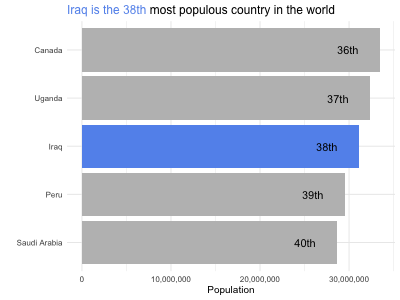 Iraq is the 38th most populous country in the world
Canada 36th
Uganda 37th
Iraq 38th
Peru 39th
Saudi Arabia 40th
0 10,000,000 20,000,000 30,000,000
Population